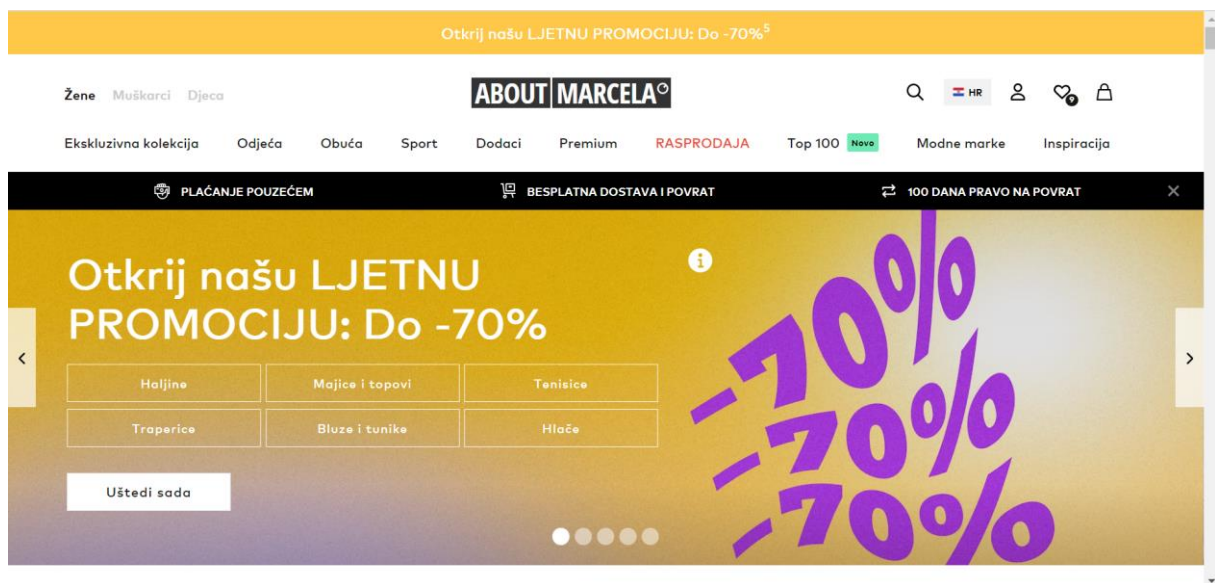 Otkrij našu LJETNU PROMOCIJU: Do -70%⁵
Žene Muškarci Djeca
ABOUT MARCELA°
HR
Ekskluzivna kolekcija Odjeća Obuća Sport Dodaci Premium RASPRODAJA Top 100 Novo Modne marke Inspiracija
PLAĆANJE POUZEĆEM BESPLATNA DOSTAVA I POVRAT 100 DANA PRAVO NA POVRAT
Otkrij našu LJETNU
PROMOCIJU: Do -70%
Haljine Majice i topovi Tenisice
Traperice Bluze i tunike Hlače
Uštedi sada
-70%
-70%
-70%